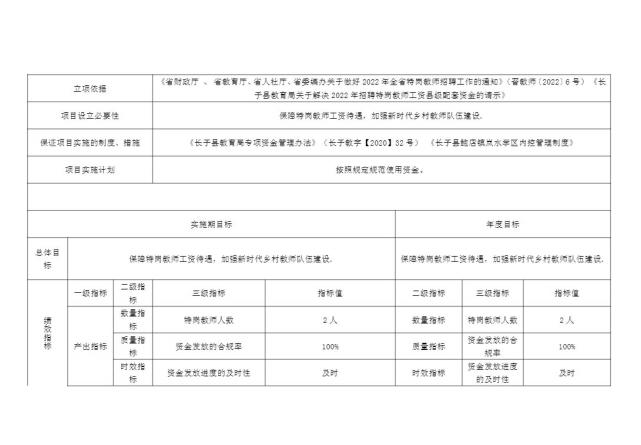 立项依据
《省财政厅 、 省教育厅、省人社厅、省委编办关于做好 2022 年全省特岗教师招聘工作的通知》（晋教师〔2022〕6 号） 《长
子县教育局关于解决 2022 年招聘特岗教师工资县级配套资金的请示》
项目设立必要性
保障特岗教师工资待遇，加强新时代乡村教师队伍建设.
保证项目实施的制度、措施
《长子县教育局专项资金管理办法》（长子教字【2020】32 号） 《长子县鲍店镇岚水学区内控管理制度》
项目实施计划
按照规定规范使用资金。
实施期目标
年度目标
总体目
标
保障特岗教师工资待遇，加强新时代乡村教师队伍建设.
保障特岗教师工资待遇，加强新时代乡村教师队伍建设.
绩
效
指
标
一级指标
二级指
标
三级指标
指标值
二级指标
三级指标
指标值
产出指标
数量指
标
特岗教师人数
2 人
数量指标
特岗教师人数
2 人
质量指
标
资金发放的合规率
100%
质量指标
资金发放的合
规率
100%
时效指
标
资金发放进度的及时性
及时
时效指标
资金发放进度
的及时性
及时